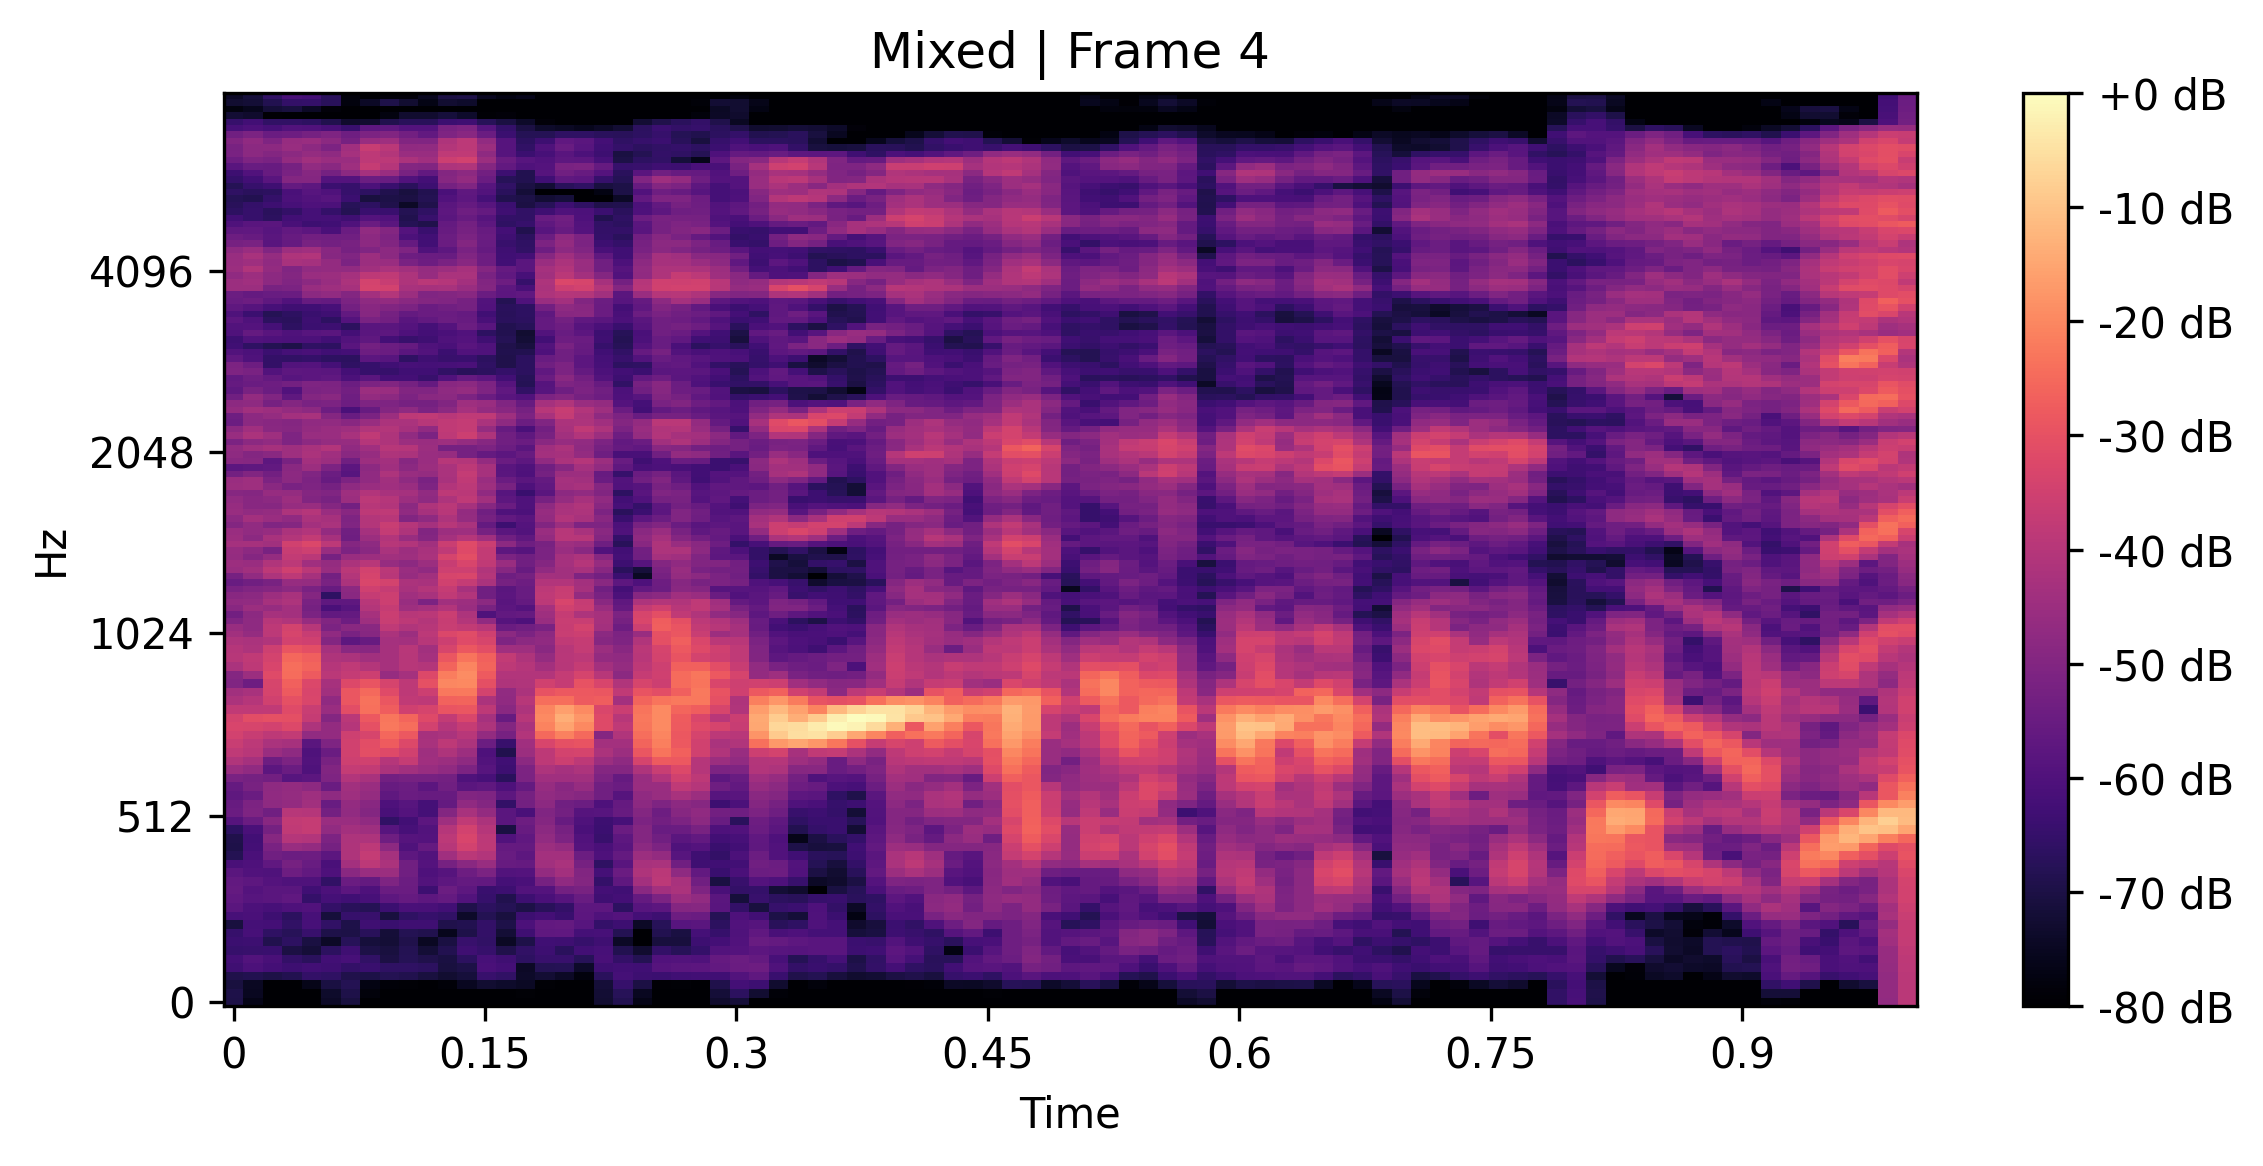 Mixed | Frame 4
+0 dB
-10 dB
-20 dB
-30 dB
-40 dB
-50 dB
-60 dB
-70 dB
-80 dB
Hz
4096
2048
1024
512
0
0
0.15
0.3
0.45
0.6
0.75
0.9
Time